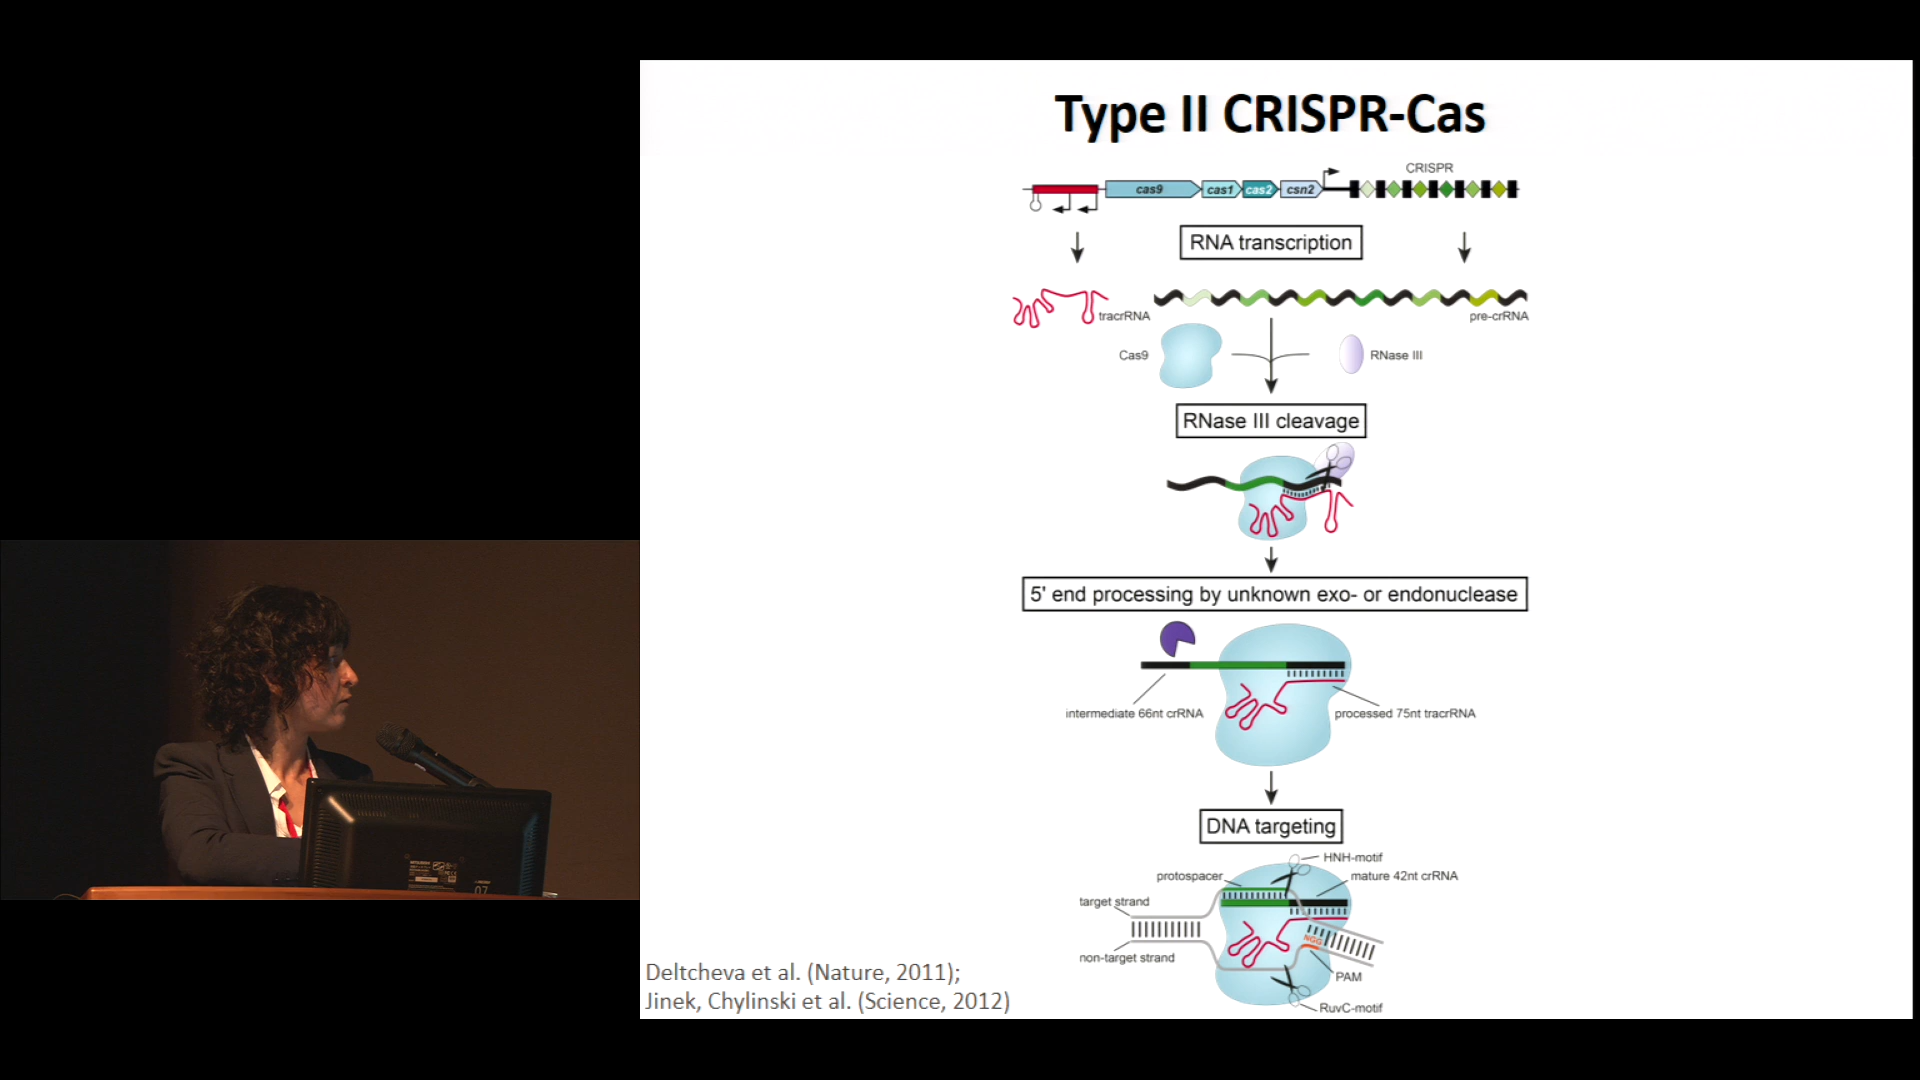 Type II CRISPR-Cas
CRISPR
cas9 cas1 cas2 csn2
RNA transcription
tracrRNA
pre-crRNA
Cas9
RNase III
RNase III cleavage
5' end processing by unknown exo- or endonuclease
intermediate 66nt crRNA
processed 75nt tracrRNA
DNA targeting
HNH-motif
protospacer
mature 42nt crRNA
target strand
NGG
non-target strand
PAM
RuvC-motif
Deltcheva et al. (Nature, 2011);
Jinek, Chylinski et al. (Science, 2012)
07